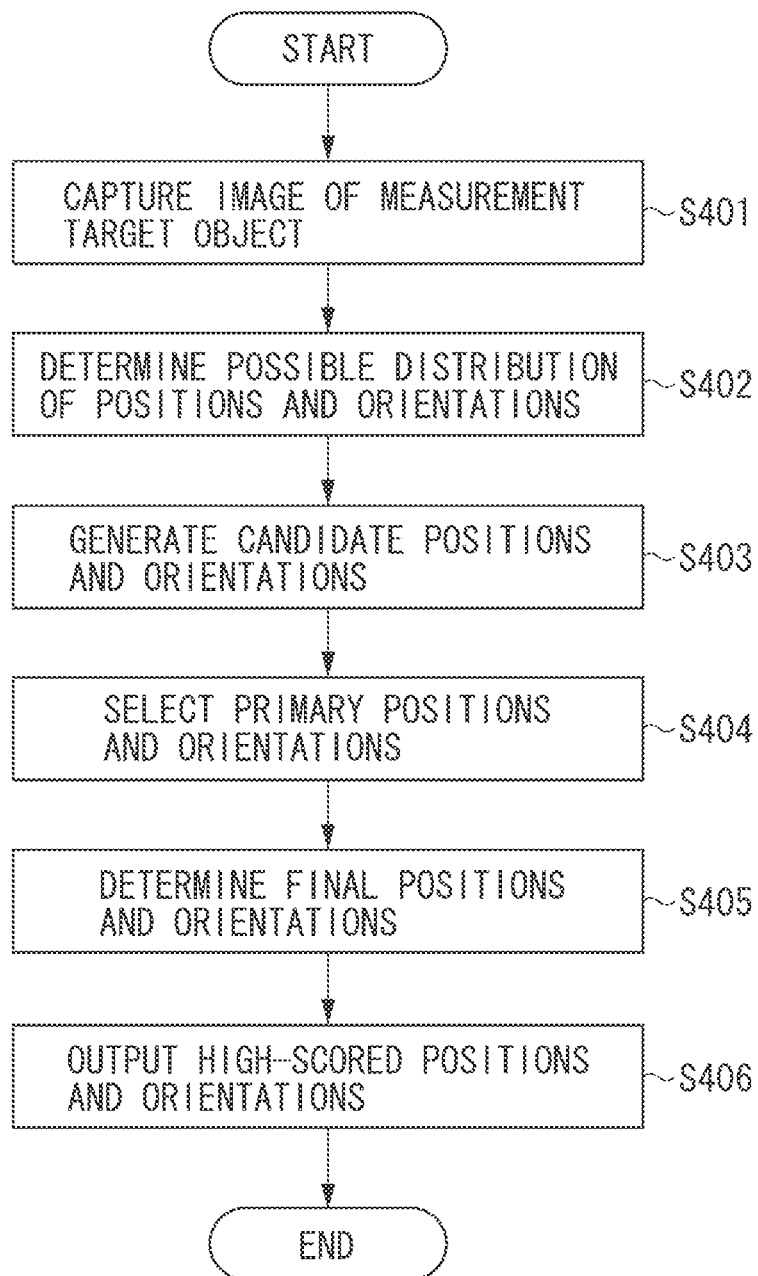 START
CAPTURE IMAGE OF MEASUREMENT
TARGET OBJECT
S401
DETERMINE POSSIBLE DISTRIBUTION
OF POSITIONS AND ORIENTATIONS
S402
GENERATE CANDIDATE POSITIONS
AND ORIENTATIONS
S403
SELECT PRIMARY POSITIONS
AND ORIENTATIONS
S404
DETERMINE FINAL POSITIONS
AND ORIENTATIONS
S405
OUTPUT HIGH-SCORED POSITIONS
AND ORIENTATIONS
S406
END